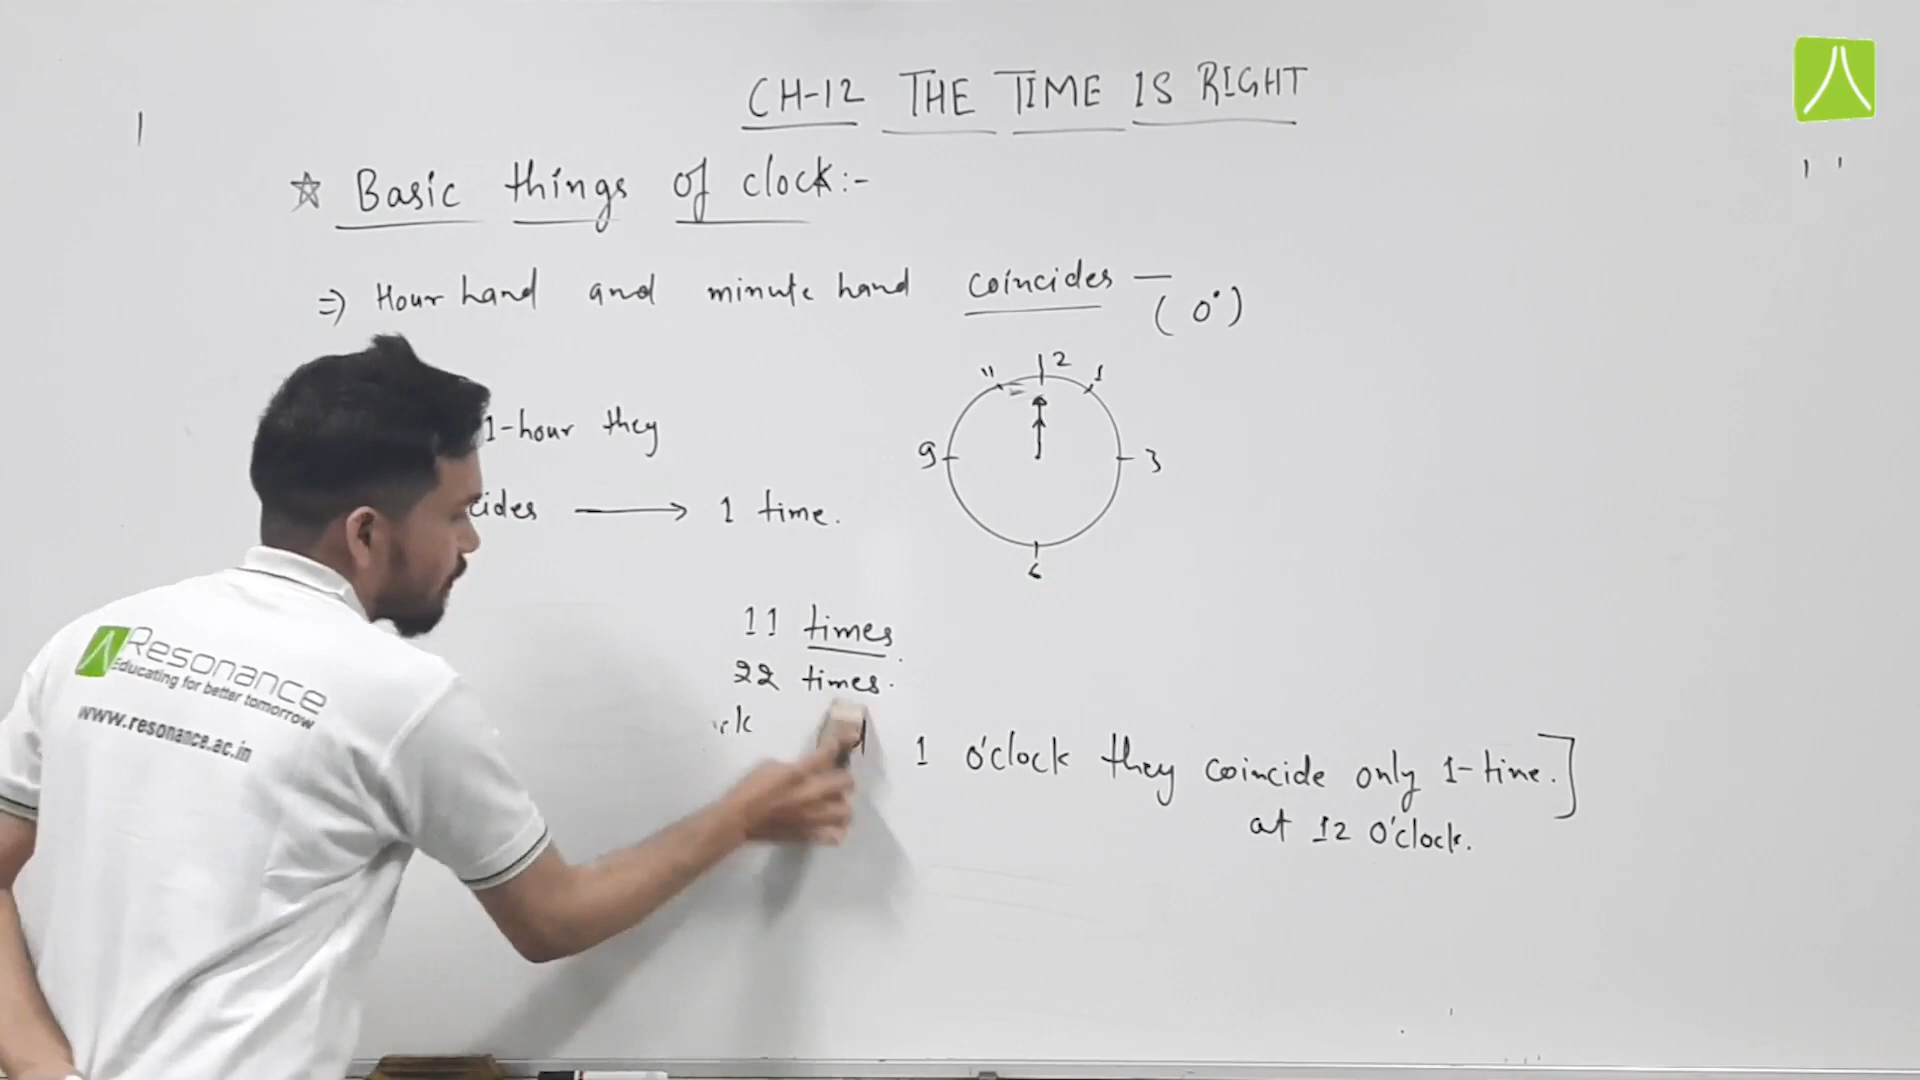 CH-12 THE TIME IS RIGHT
☆ Basic things of clock:-
⇒ Hour hand and minute hand coincides —
(0°)
12
11
1
9
3
6
1-hour they
cides ⟶ 1 time.
11 times.
22 times.
1 O'clock they coincide only 1-time.]
at 12 O'clock.
Resonance
Educating for better tomorrow
www.resonance.ac.in